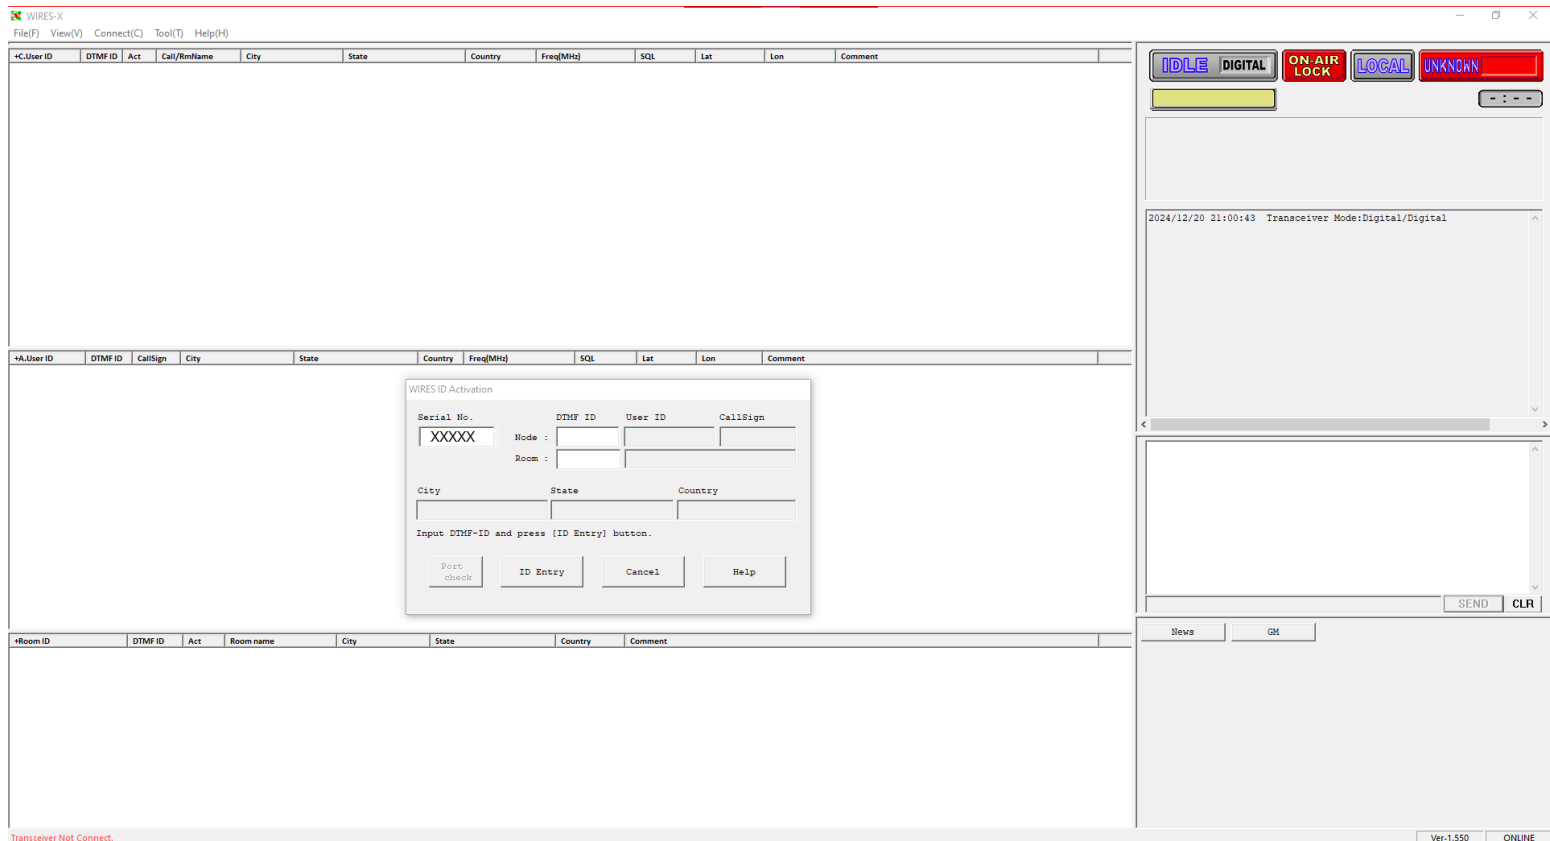 WIRES-X
File(F) View(V) Connect(C) Tool(T) Help(H)
+C.User ID DTMF ID Act Call/RmName City State Country Freq(MHz) SQL Lat Lon Comment
IDLE DIGITAL ON-AIR LOCK LOCAL UNKNOWN
- : - -
2024/12/20 21:00:43 Transceiver Mode:Digital/Digital
+A.User ID DTMF ID CallSign City State Country Freq(MHz) SQL Lat Lon Comment
WIRES ID Activation
Serial No. DTMF ID User ID CallSign
XXXXX Node :
Room :
City State Country
Input DTMF-ID and press [ID Entry] button.
Port check ID Entry Cancel Help
SEND CLR
+Room ID DTMF ID Act Room name City State Country Comment
News GM
Transceiver Not Connect. Ver-1.550 ONLINE